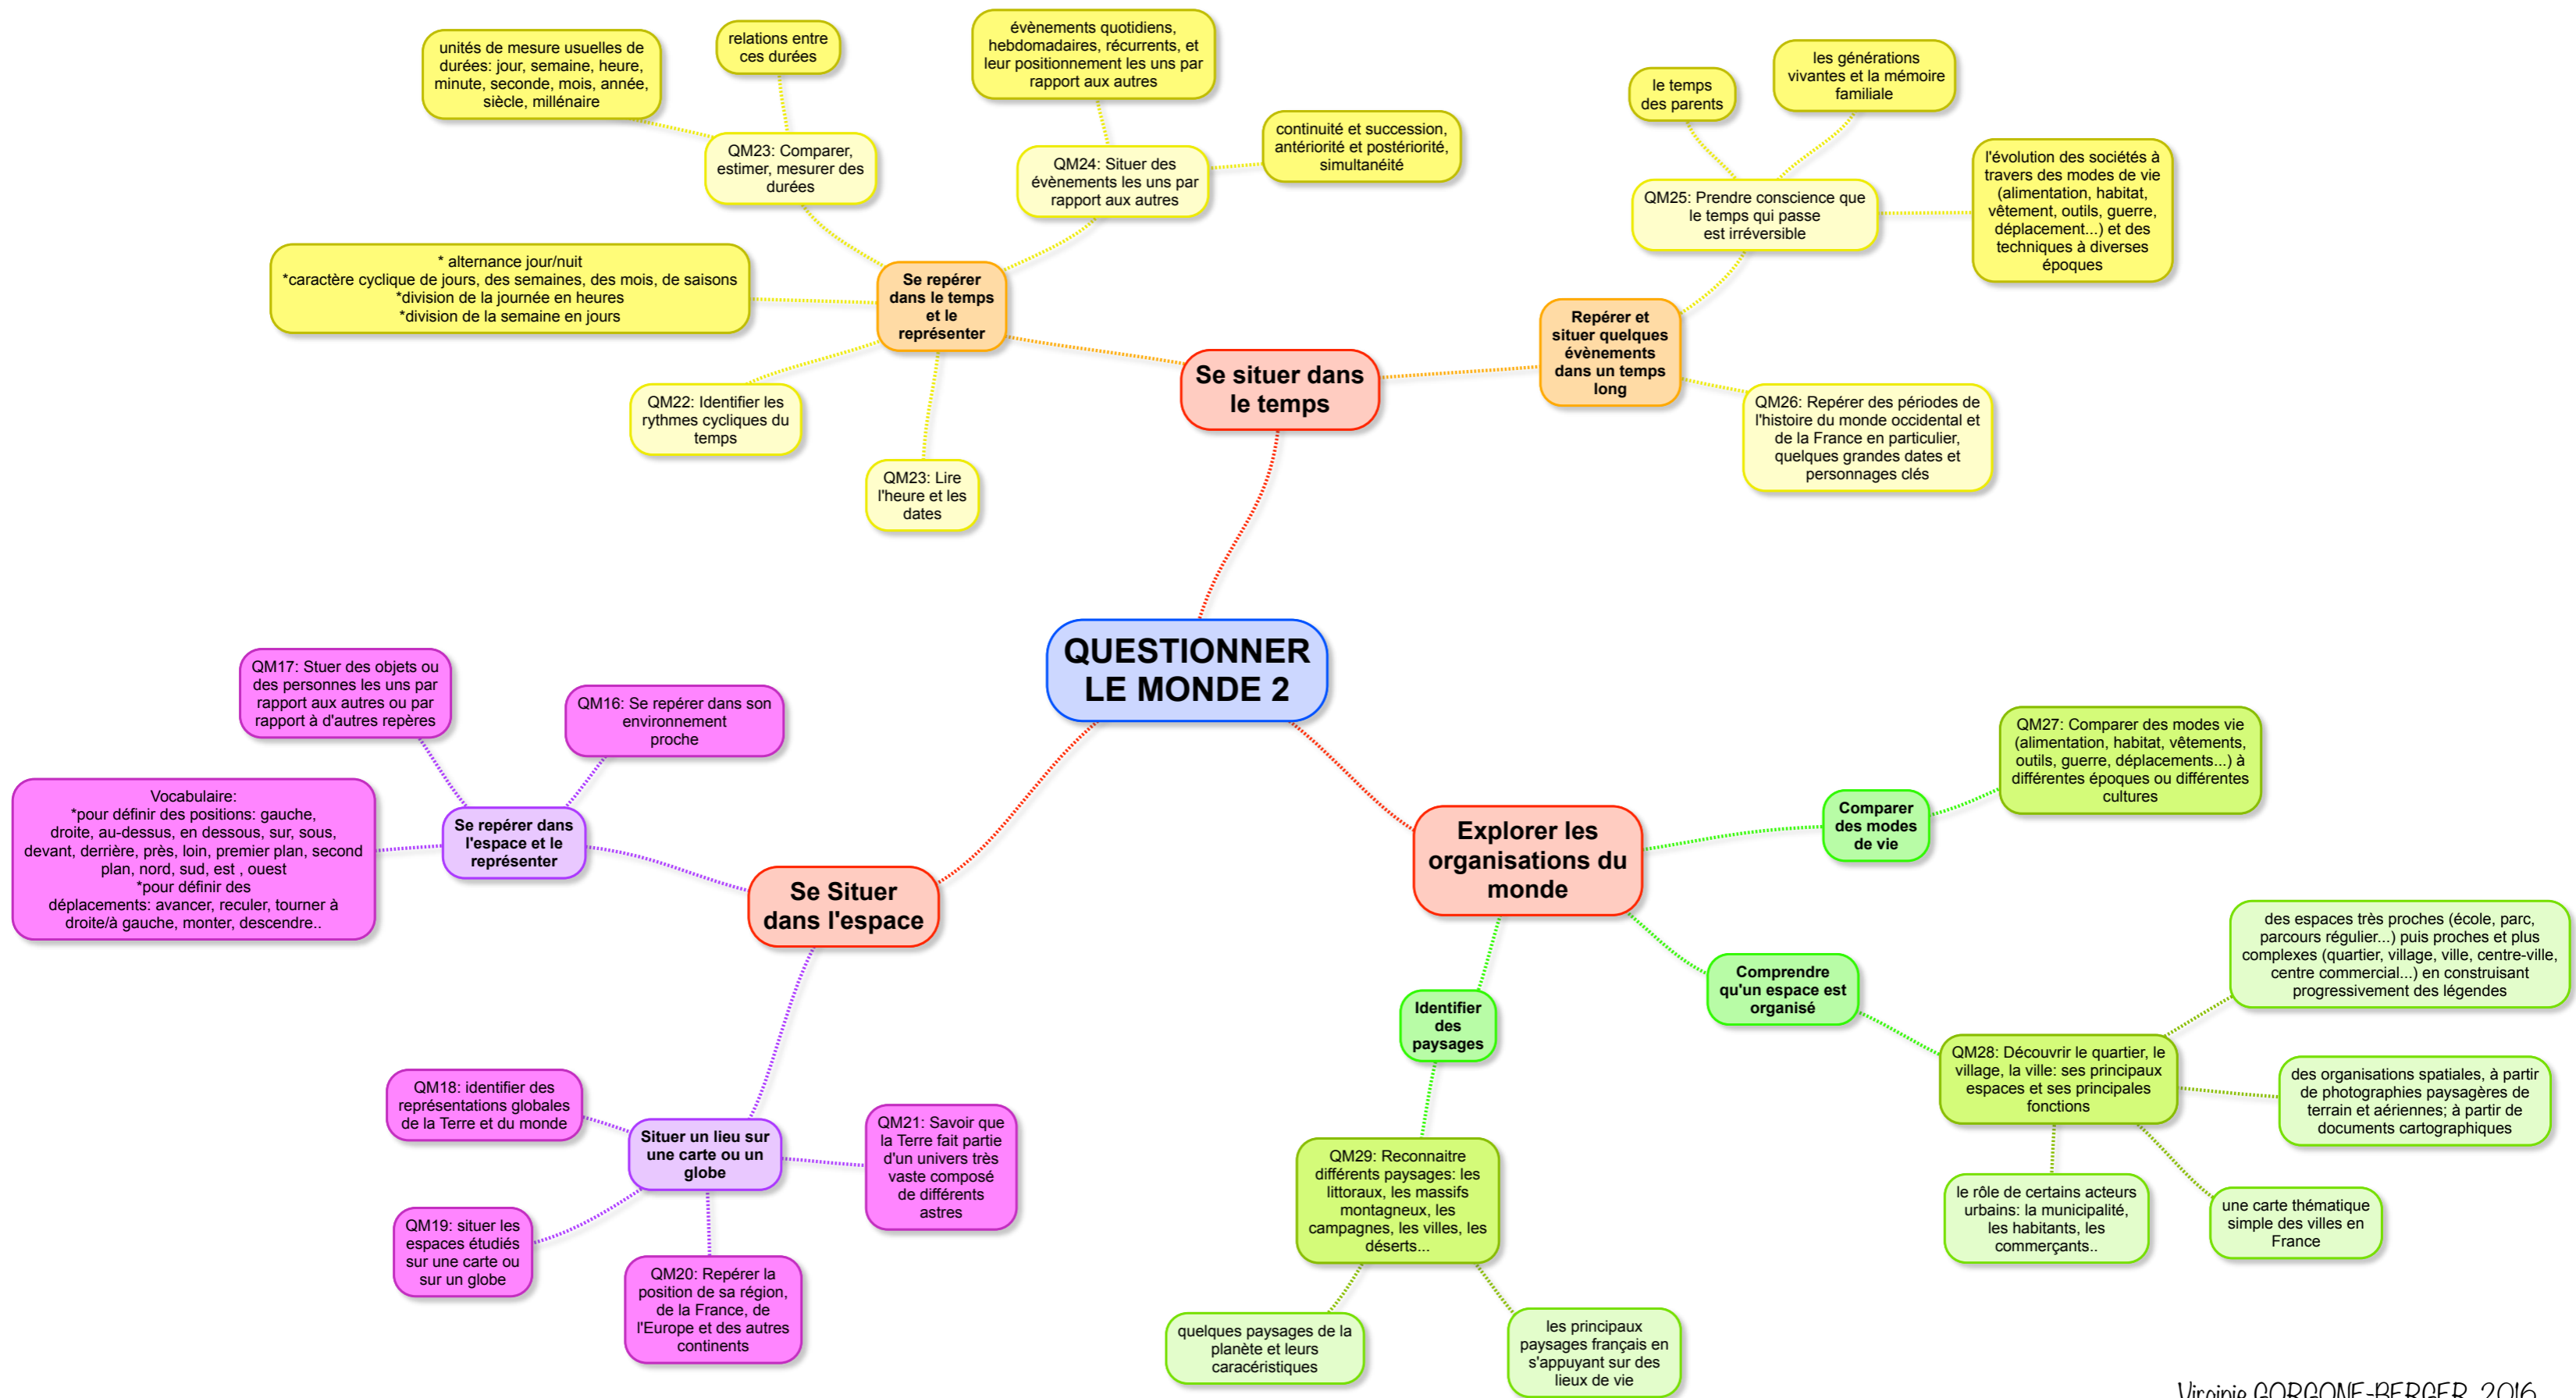 unités de mesure usuelles de
durées: jour, semaine, heure,
minute, seconde, mois, année,
siècle, millénaire
relations entre
ces durées
évènements quotidiens,
hebdomadaires, récurrents, et
leur positionnement les uns par
rapport aux autres
continuité et succession,
antériorité et postériorité,
simultanéité
QM23: Comparer,
estimer, mesurer des
durées
QM24: Situer des
évènements les uns par
rapport aux autres
* alternance jour/nuit
*caractère cyclique de jours, des semaines, des mois, de saisons
*division de la journée en heures
*division de la semaine en jours
Se repérer
dans le temps
et le
représenter
QM22: Identifier les
rythmes cycliques du
temps
QM23: Lire
l'heure et les
dates
Se situer dans
le temps
le temps
des parents
les générations
vivantes et la mémoire
familiale
l'évolution des sociétés à
travers des modes de vie
(alimentation, habitat,
vêtement, outils, guerre,
déplacement...) et des
techniques à diverses
époques
QM25: Prendre conscience que
le temps qui passe
est irréversible
Repérer et
situer quelques
évènements
dans un temps
long
QM26: Repérer des périodes de
l'histoire du monde occidental et
de la France en particulier,
quelques grandes dates et
personnages clés
QUESTIONNER
LE MONDE 2
QM17: Stuer des objets ou
des personnes les uns par
rapport aux autres ou par
rapport à d'autres repères
QM16: Se repérer dans son
environnement
proche
Vocabulaire:
*pour définir des positions: gauche,
droite, au-dessus, en dessous, sur, sous,
devant, derrière, près, loin, premier plan, second
plan, nord, sud, est , ouest
*pour définir des
déplacements: avancer, reculer, tourner à
droite/à gauche, monter, descendre..
Se repérer dans
l'espace et le
représenter
Se Situer
dans l'espace
QM18: identifier des
représentations globales
de la Terre et du monde
Situer un lieu sur
une carte ou un
globe
QM21: Savoir que
la Terre fait partie
d'un univers très
vaste composé
de différents
astres
QM19: situer les
espaces étudiés
sur une carte ou
sur un globe
QM20: Repérer la
position de sa région,
de la France, de
l'Europe et des autres
continents
Explorer les
organisations du
monde
Comparer
des modes
de vie
QM27: Comparer des modes vie
(alimentation, habitat, vêtements,
outils, guerre, déplacements...) à
différentes époques ou différentes
cultures
Comprendre
qu'un espace est
organisé
des espaces très proches (école, parc,
parcours régulier...) puis proches et plus
complexes (quartier, village, ville, centre-ville,
centre commercial...) en construisant
progressivement des légendes
QM28: Découvrir le quartier, le
village, la ville: ses principaux
espaces et ses principales
fonctions
des organisations spatiales, à partir
de photographies paysagères de
terrain et aériennes; à partir de
documents cartographiques
le rôle de certains acteurs
urbains: la municipalité,
les habitants, les
commerçants..
une carte thématique
simple des villes en
France
Identifier
des
paysages
QM29: Reconnaitre
différents paysages: les
littoraux, les massifs
montagneux, les
campagnes, les villes, les
déserts...
quelques paysages de la
planète et leurs
caracéristiques
les principaux
paysages français en
s'appuyant sur des
lieux de vie
Virginie GORGONE-BERGER, 2016